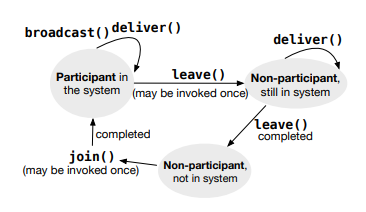 broadcast() deliver()
deliver()
Participant in
the system
leave()
(may be invoked once)
Non-participant,
still in system
leave()
completed
completed
join()
(may be invoked once)
Non-participant,
not in system